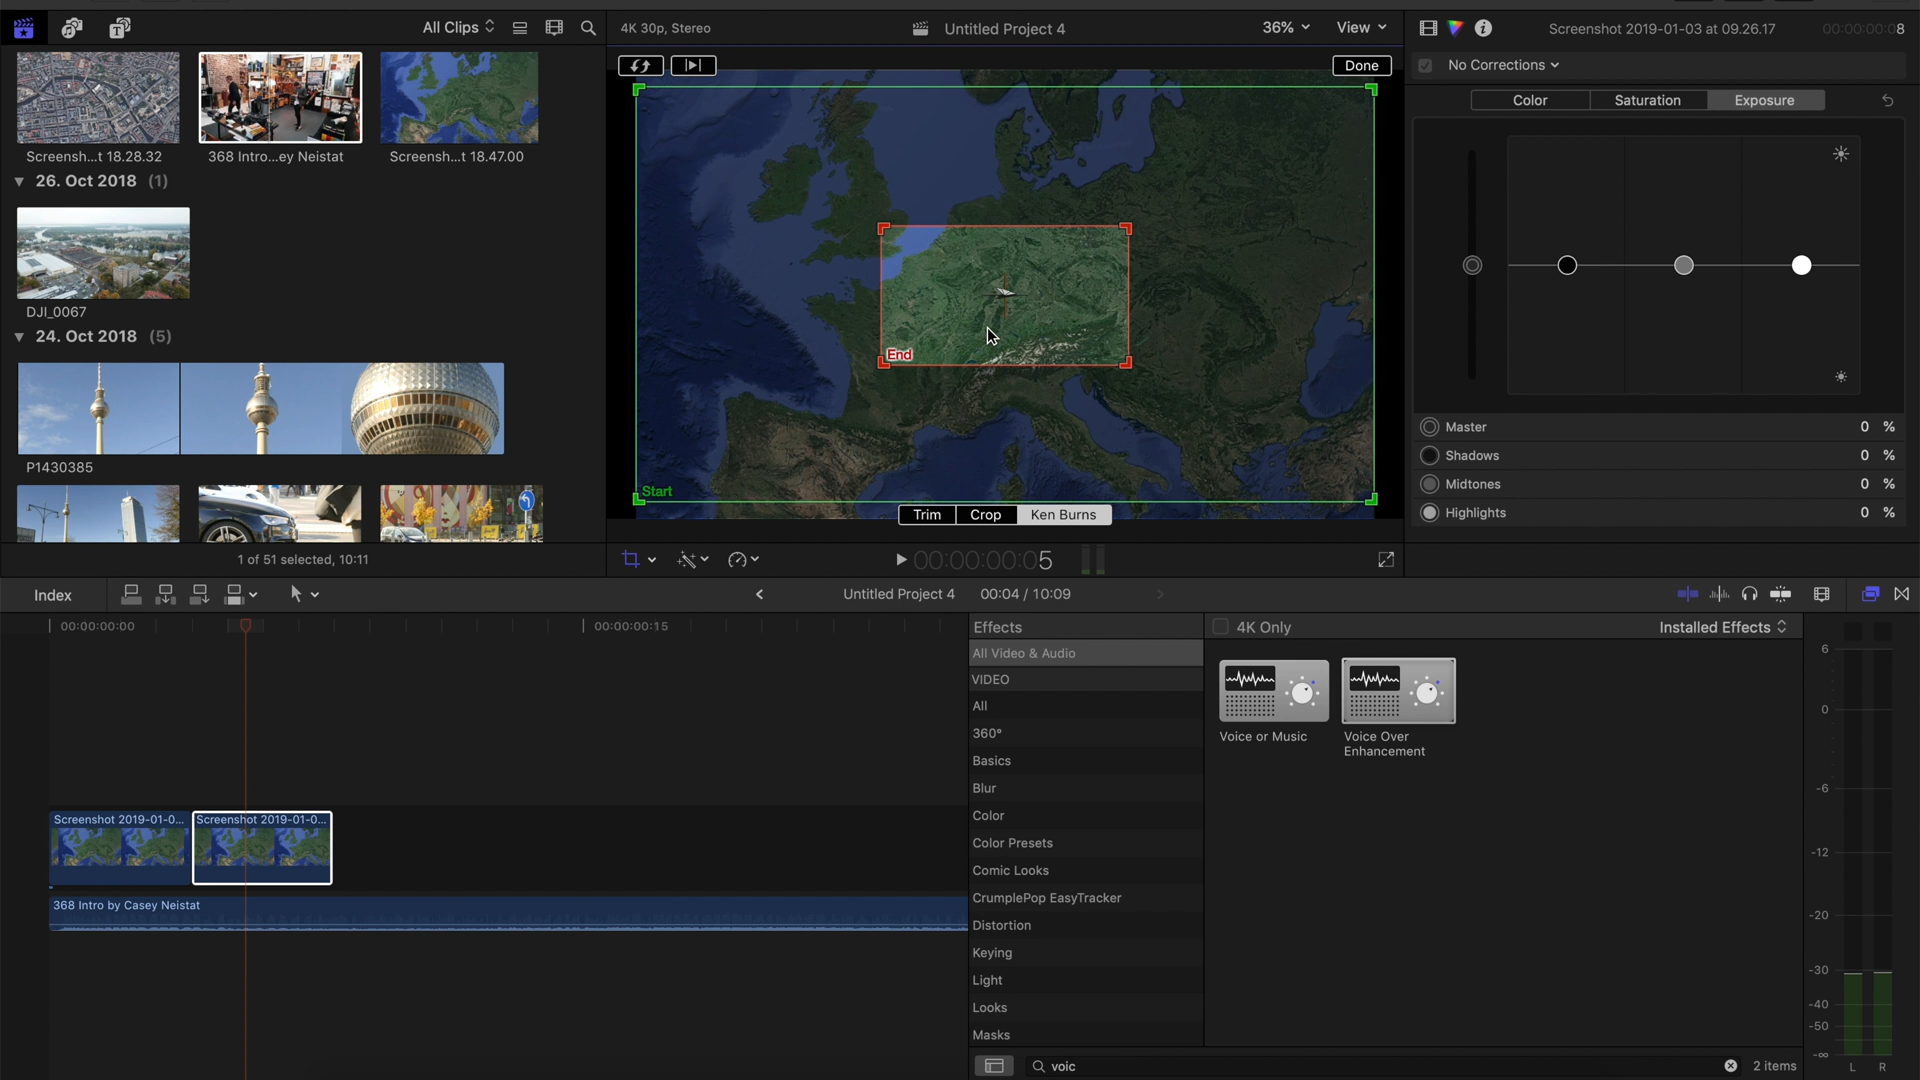 All Clips
4K 30p, Stereo
Untitled Project 4
36%
View
Screenshot 2019-01-03 at 09.26.17
00:00:00:08
No Corrections
Done
Color
Saturation
Exposure
Screensh...t 18.28.32
368 Intro...ey Neistat
Screensh...t 18.47.00
26. Oct 2018 (1)
DJI_0067
24. Oct 2018 (5)
P1430385
End
Start
Trim
Crop
Ken Burns
Master 0 %
Shadows 0 %
Midtones 0 %
Highlights 0 %
1 of 51 selected, 10:11
00:00:00:05
Index
Untitled Project 4
00:04 / 10:09
00:00:00:00
00:00:00:15
Effects
4K Only
Installed Effects
All Video & Audio
VIDEO
All
360°
Basics
Blur
Color
Color Presets
Comic Looks
CrumplePop EasyTracker
Distortion
Keying
Light
Looks
Masks
Voice or Music
Voice Over
Enhancement
Screenshot 2019-01-0...
Screenshot 2019-01-0...
368 Intro by Casey Neistat
6
0
-6
-12
-20
-30
-40
-50
-∞
L R
voic
2 items